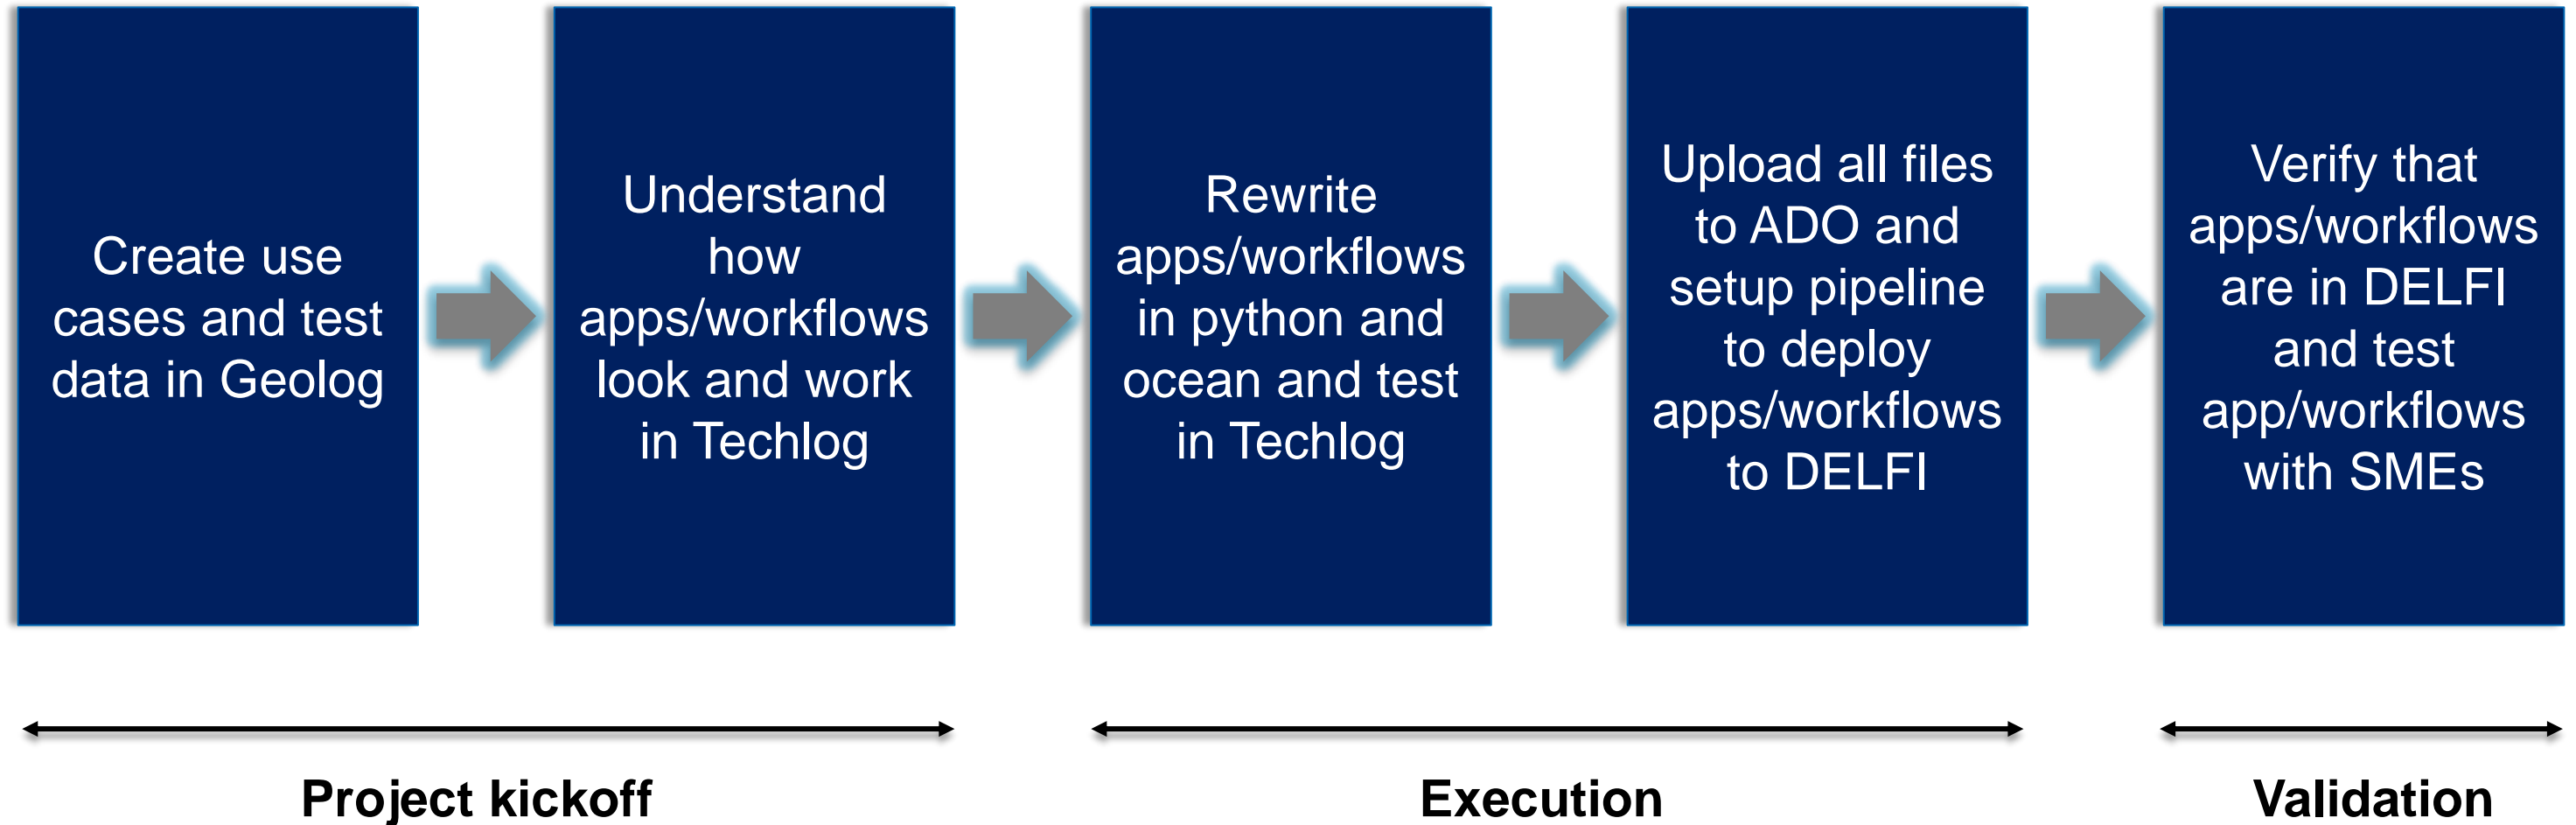 Create use
cases and test
data in Geolog
Understand
how
apps/workflows
look and work
in Techlog
Rewrite
apps/workflows
in python and
ocean and test
in Techlog
Upload all files
to ADO and
setup pipeline
to deploy
apps/workflows
to DELFI
Verify that
apps/workflows
are in DELFI
and test
app/workflows
with SMEs
Project kickoff
Execution
Validation